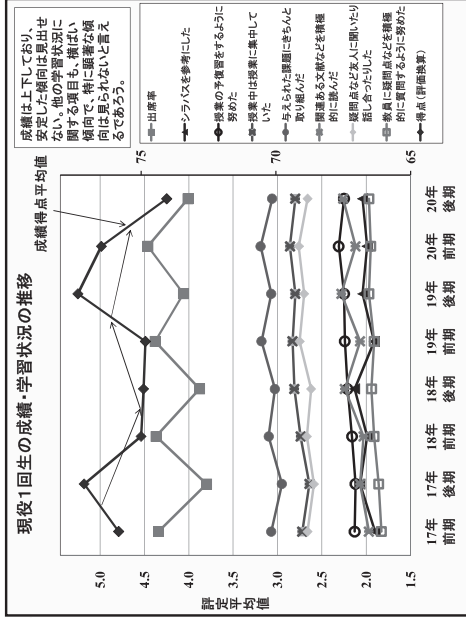 現役1回生の成績・学習状況の推移
成績は上下しており、
安定した傾向は見出せ
ない。他の学習状況に
関する項目も、横ばい
傾向で、特に顕著な傾
向は見られないと言え
るであろう。
成績得点平均値
評定平均値
5.0
4.5
4.0
3.5
3.0
2.5
2.0
1.5
75
70
65
17年
前期
17年
後期
18年
前期
18年
後期
19年
前期
19年
後期
20年
前期
20年
後期
出席率
シラバスを参考にした
授業の予復習をするように
努めた
授業中は授業に集中して
いた
与えられた課題にきちんと
取り組んだ
関連ある文献などを積極
的に読んだ
疑問点など友人に聞いたり
話し合ったりした
教員に疑問点などを積極
的に質問するように努めた
得点（評価換算）